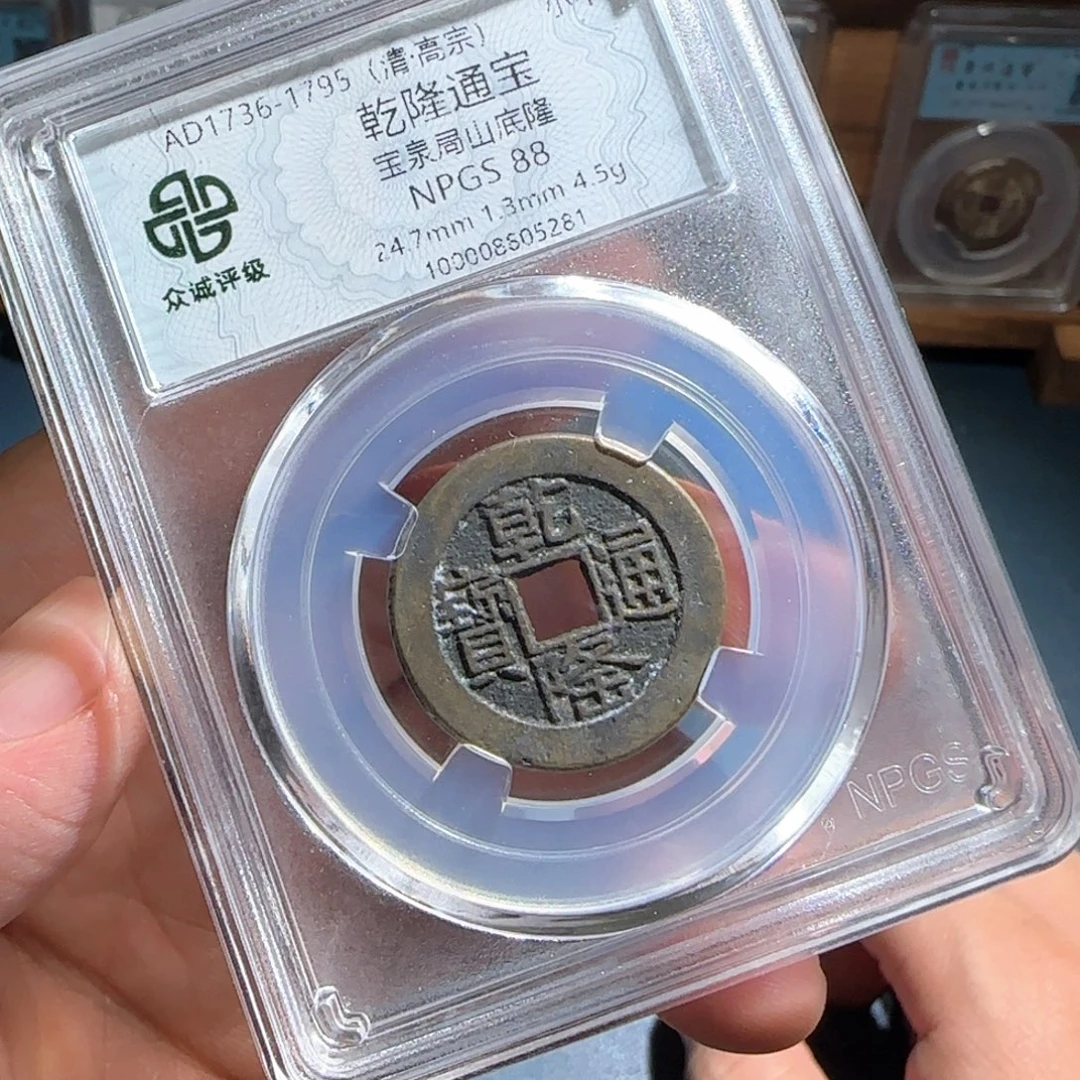 AD1736-1795 (清·高宗)
乾隆通宝
宝泉局山底隆
NPGS 88
24.7mm 1.3mm 4.5g
众诚评级
乾隆通寶
NPGS